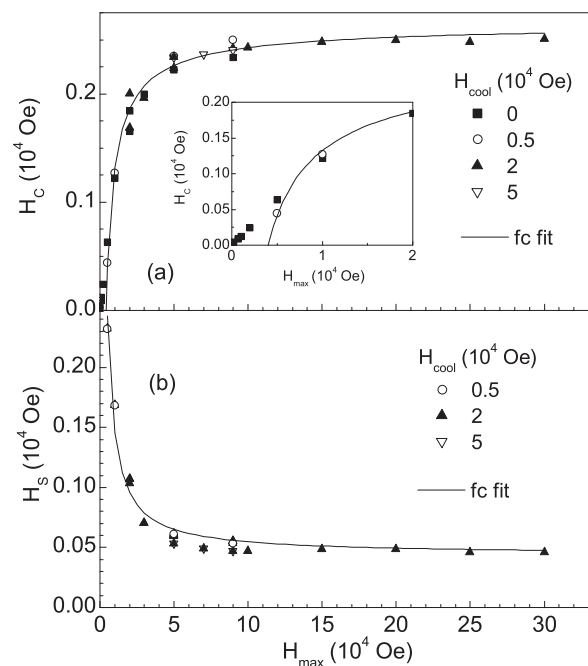 (a)
H_C (10^4 Oe)
0.2
0.1
0.0
H_cool (10^4 Oe)
0
0.5
2
5
fc fit
H_C (10^4 Oe)
0.20
0.15
0.10
0.05
0.00
0 1 2
H_max (10^4 Oe)
(b)
H_S (10^4 Oe)
0.20
0.15
0.10
0.05
0.00
H_cool (10^4 Oe)
0.5
2
5
fc fit
0 5 10 15 20 25 30
H_max (10^4 Oe)